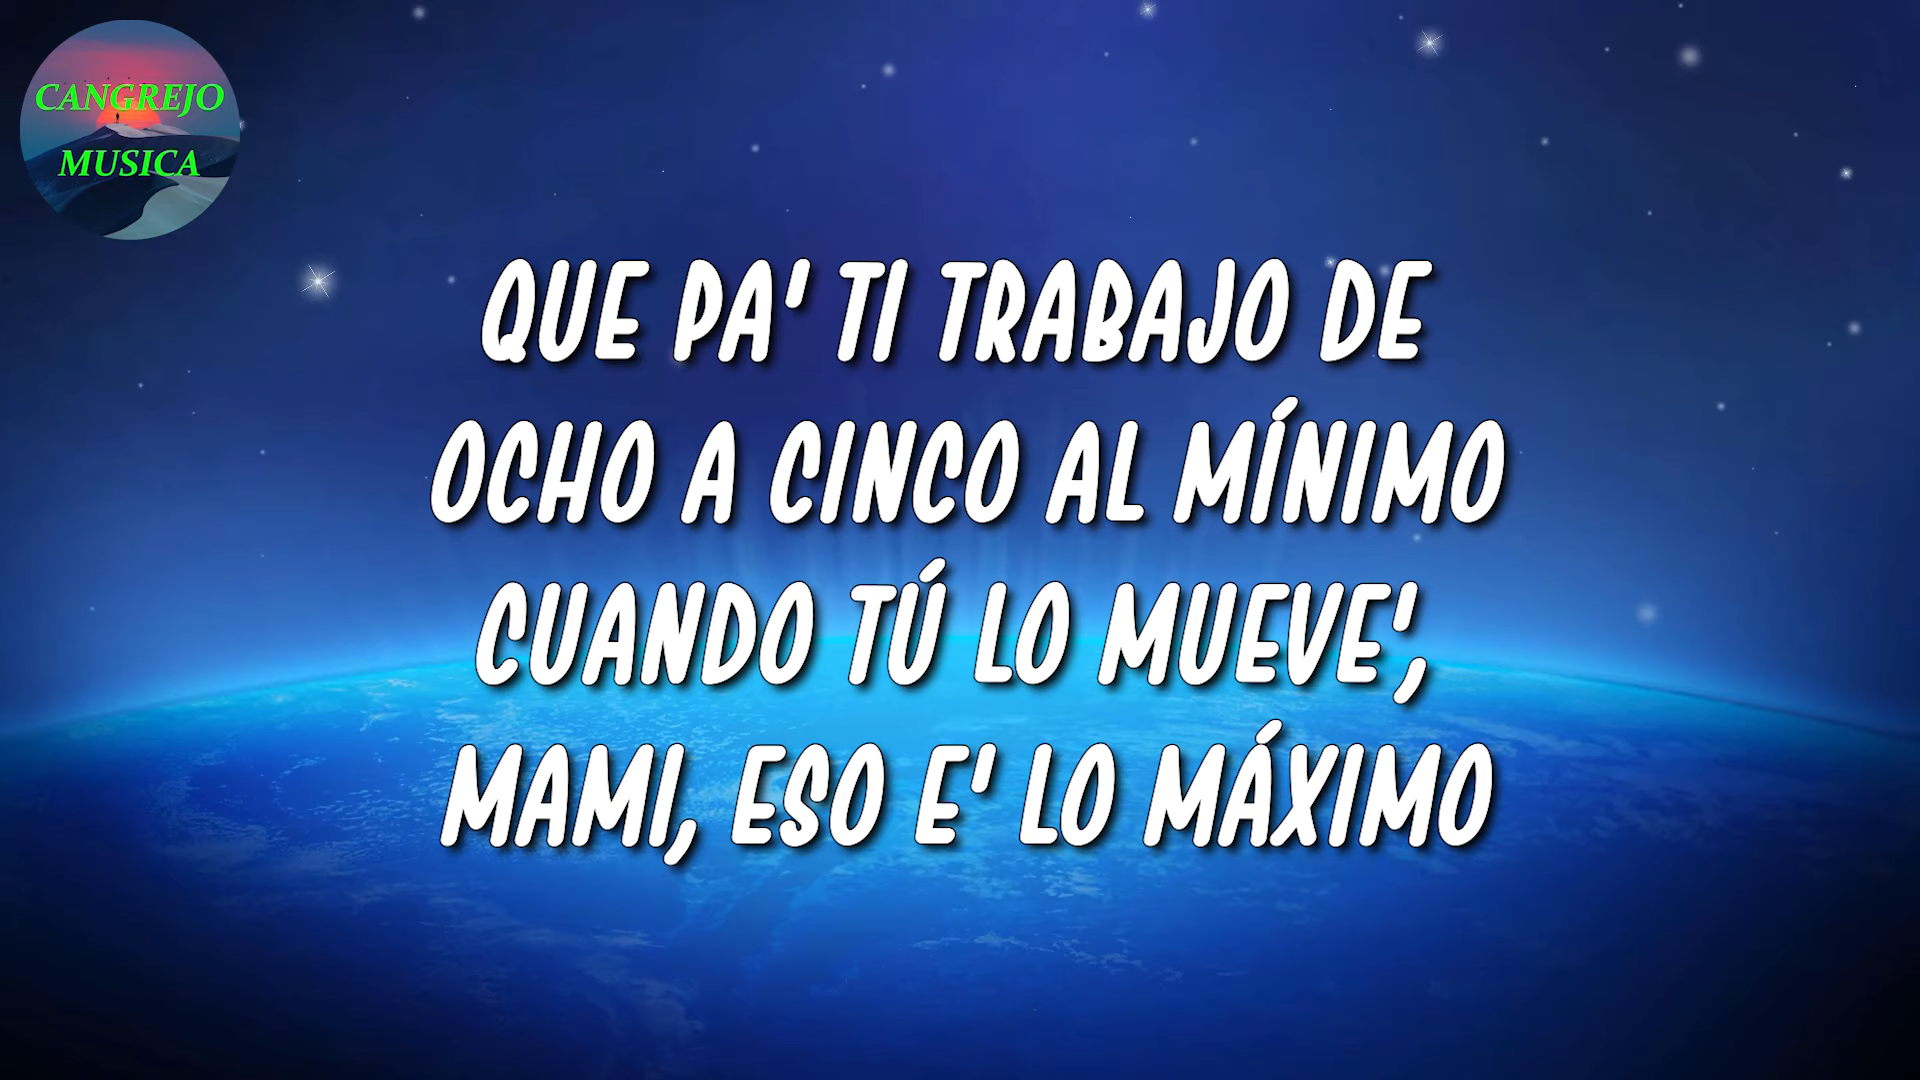 CANGREJO
MUSICA
QUE PA' TI TRABAJO DE
OCHO A CINCO AL MÍNIMO
CUANDO TÚ LO MUEVE',
MAMI, ESO E' LO MÁXIMO